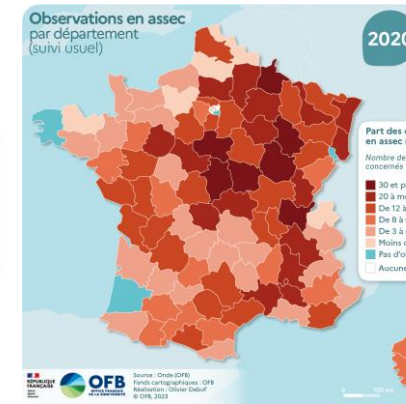 Observations en assec
par département
(suivi usuel)
2020
Part des
en assec
Nombre de
concernés
30 et p
20 à m
De 12 à
De 8 à
De 3 à
Moins d
Pas d'o
Aucune
RÉPUBLIQUE
FRANÇAISE
OFB
OFFICE FRANÇAIS
DE LA BIODIVERSITÉ
Source : Onde (OFB)
Fonds cartographiques : OFB
Réalisation : Olivier Debuf
© OFB, 2023
0 100 km